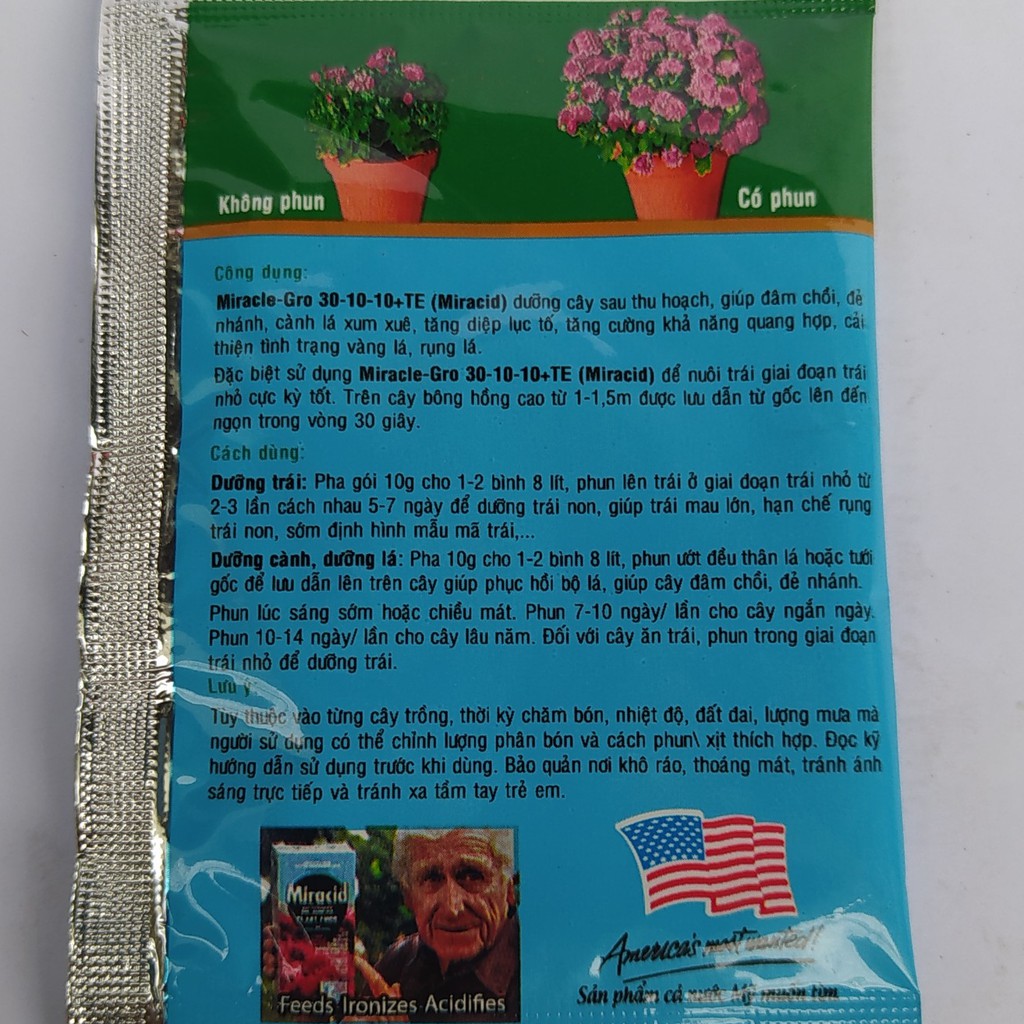 Không phun
Có phun
Công dụng:
Miracle-Gro 30-10-10+TE (Miracid) dưỡng cây sau thu hoạch, giúp đâm chồi, đẻ
nhánh, cành lá xum xuê, tăng diệp lục tố, tăng cường khả năng quang hợp, cải
thiện tình trạng vàng lá, rụng lá.
Đặc biệt sử dụng Miracle-Gro 30-10-10+TE (Miracid) để nuôi trái giai đoạn trái
nhỏ cực kỳ tốt. Trên cây bông hồng cao từ 1-1,5m được lưu dẫn từ gốc lên đến
ngọn trong vòng 30 giây.
Cách dùng:
Dưỡng trái: Pha gói 10g cho 1-2 bình 8 lít, phun lên trái ở giai đoạn trái nhỏ từ
2-3 lần cách nhau 5-7 ngày để dưỡng trái non, giúp trái mau lớn, hạn chế rụng
trái non, sớm định hình mẫu mã trái,...
Dưỡng cành, dưỡng lá: Pha 10g cho 1-2 bình 8 lít, phun ướt đều thân lá hoặc tưới
gốc để lưu dẫn lên trên cây giúp phục hồi bộ lá, giúp cây đâm chồi, đẻ nhánh.
Phun lúc sáng sớm hoặc chiều mát. Phun 7-10 ngày/ lần cho cây ngắn ngày.
Phun 10-14 ngày/ lần cho cây lâu năm. Đối với cây ăn trái, phun trong giai đoạn
trái nhỏ để dưỡng trái.
Lưu ý:
Tùy thuộc vào từng cây trồng, thời kỳ chăm bón, nhiệt độ, đất đai, lượng mưa mà
người sử dụng có thể chỉnh lượng phân bón và cách phun\ xịt thích hợp. Đọc kỹ
hướng dẫn sử dụng trước khi dùng. Bảo quản nơi khô ráo, thoáng mát, tránh ánh
sáng trực tiếp và tránh xa tầm tay trẻ em.
Miracid
Feeds Ironizes Acidifies
America's most wanted!
Sản phẩm cả nước Mỹ muốn tìm